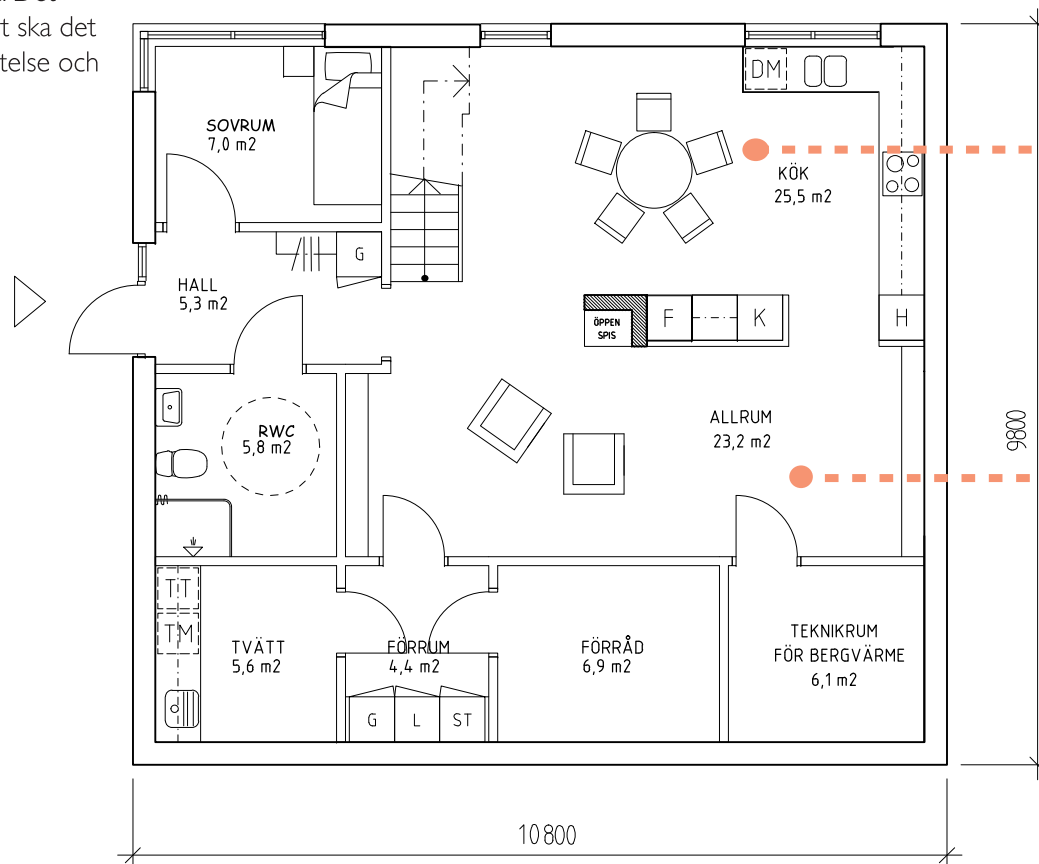 t ska det
telse och
DM
SOVRUM
7,0 m2
KÖK
25,5 m2
G
HALL
5,3 m2
ÖPPEN
SPIS
F
K
H
ALLRUM
23,2 m2
RWC
5,8 m2
9800
TT
TM
TVÄTT
5,6 m2
FÖRRUM
4,4 m2
FÖRRÅD
6,9 m2
TEKNIKRUM
FÖR BERGVÄRME
6,1 m2
G
L
ST
10800